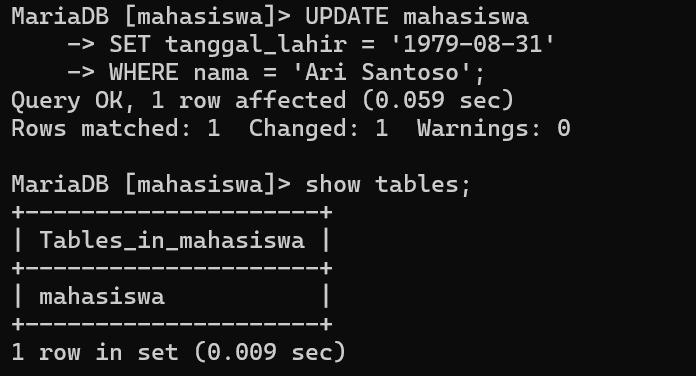 MariaDB [mahasiswa]> UPDATE mahasiswa
    -> SET tanggal_lahir = '1979-08-31'
    -> WHERE nama = 'Ari Santoso';
Query OK, 1 row affected (0.059 sec)
Rows matched: 1  Changed: 1  Warnings: 0

MariaDB [mahasiswa]> show tables;
+---------------------+
| Tables_in_mahasiswa |
+---------------------+
| mahasiswa           |
+---------------------+
1 row in set (0.009 sec)